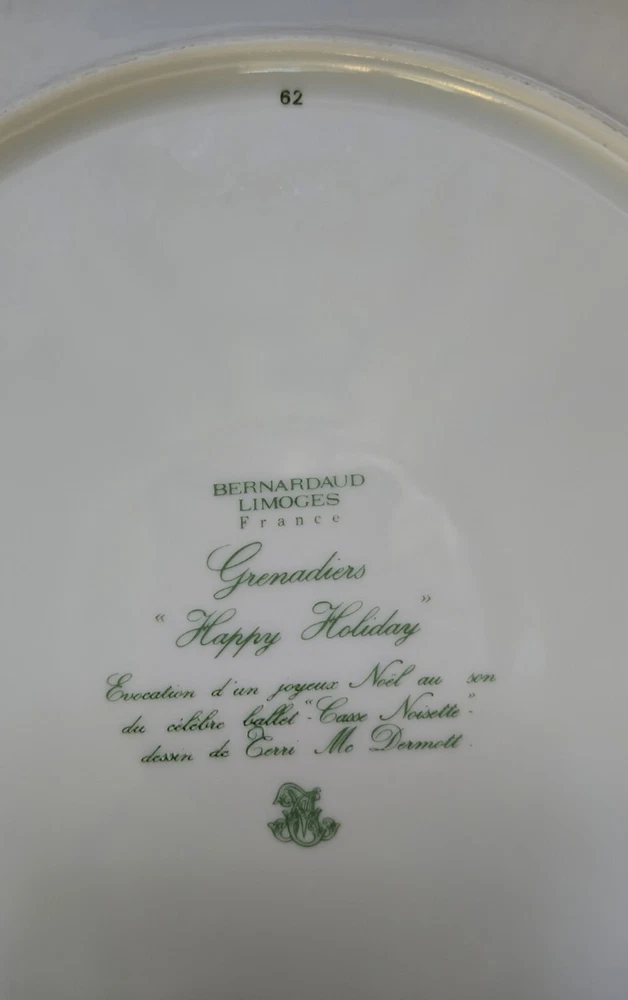 62
BERNARDAUD
LIMOGES
France
Grenadiers
" Happy Holiday "
Evocation d'un joyeux Noël au son
du célèbre ballet "Casse Noisette".
dessin de Terri Mc Dermott.